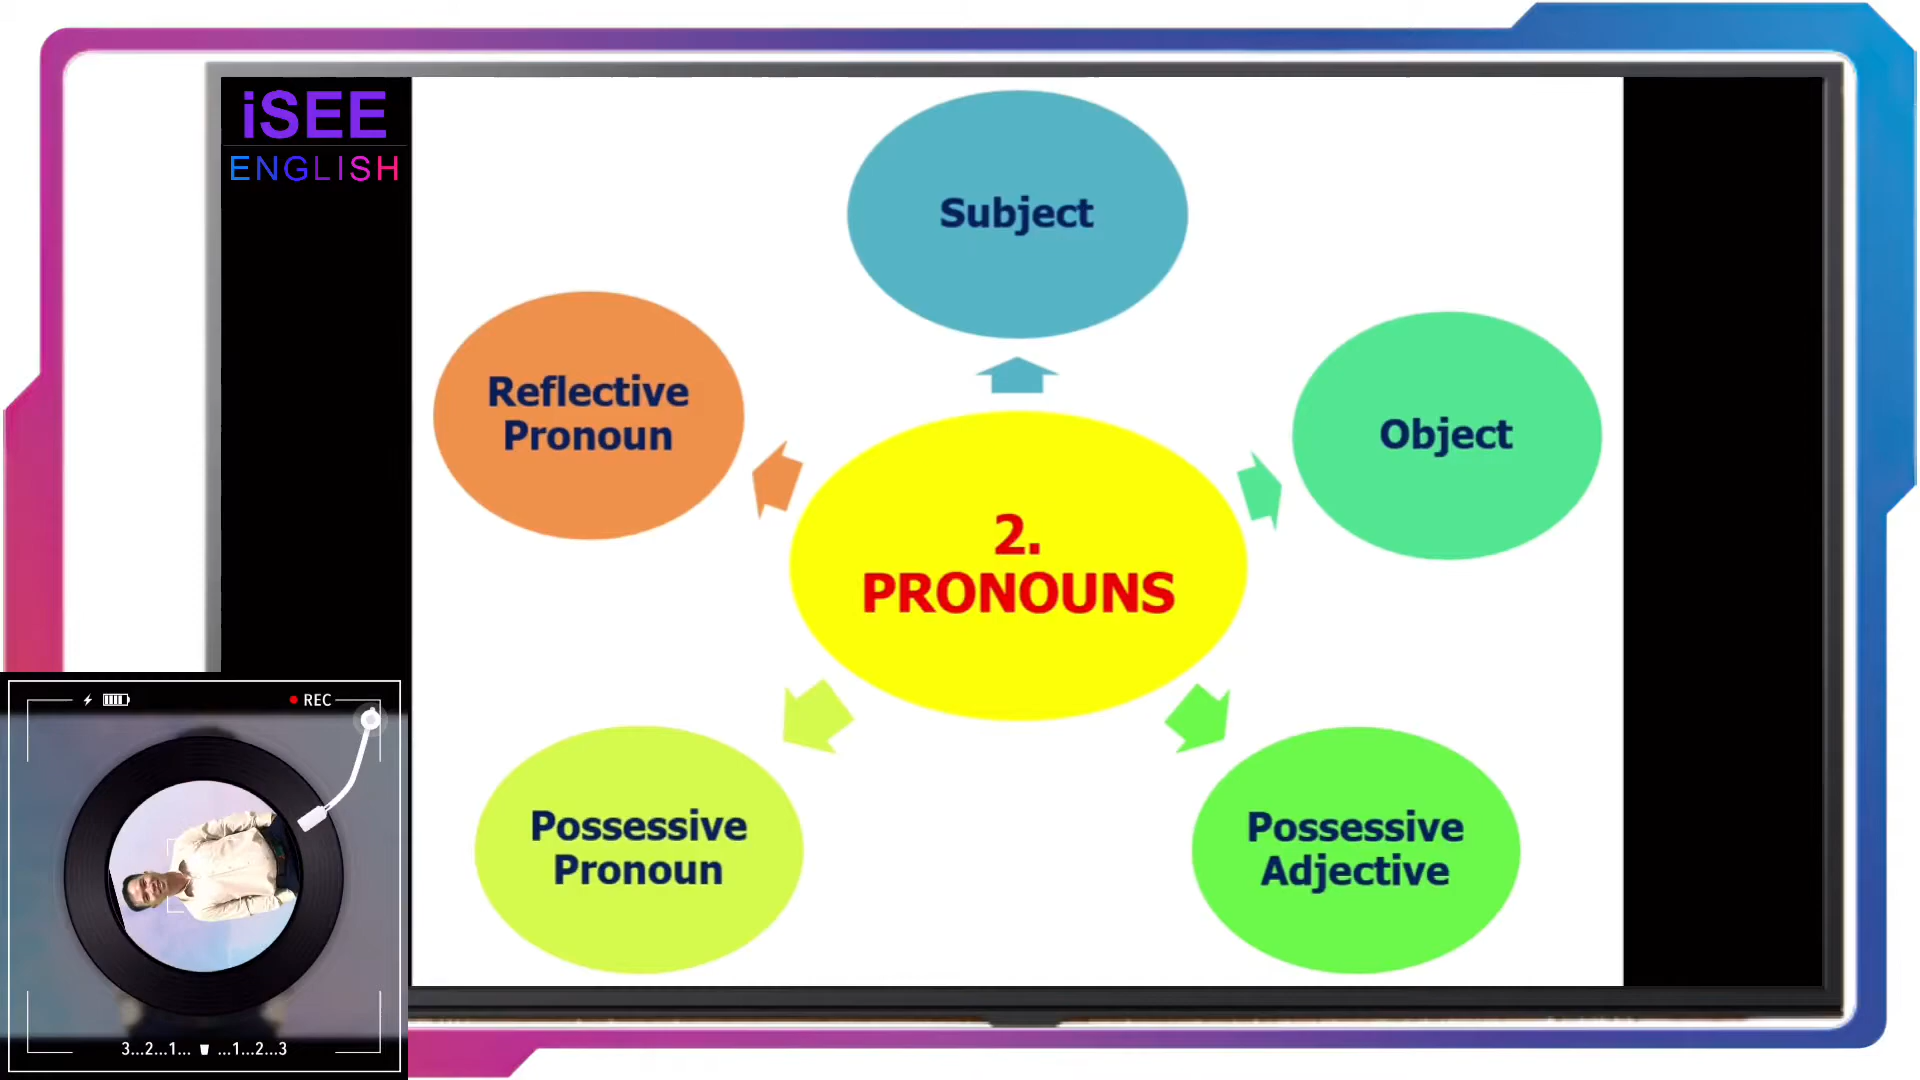 iSEE
ENGLISH
Subject
Reflective
Pronoun
Object
2.
PRONOUNS
Possessive
Pronoun
Possessive
Adjective
REC
3...2...1... ...1...2...3